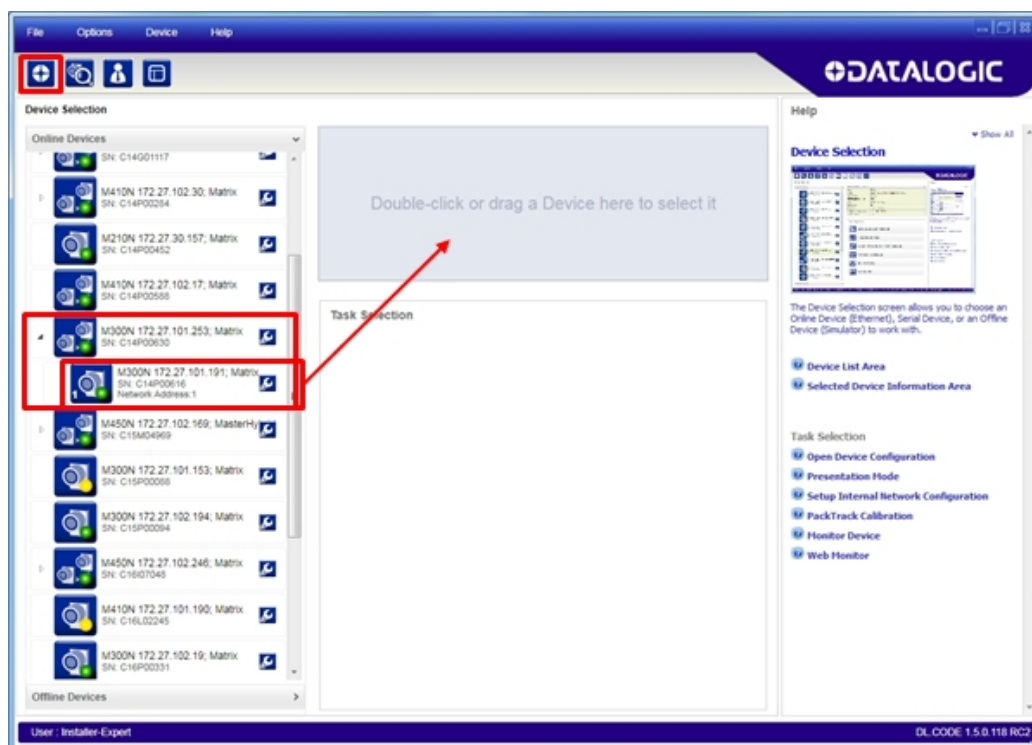 File Options Device Help
DATALOGIC
Device Selection
Online Devices
SN: C14G01117
M410N 172.27.102.30; Matrix
SN: C14P00284
M210N 172.27.30.157; Matrix
SN: C14P00452
M410N 172.27.102.17; Matrix
SN: C14P00588
M300N 172.27.101.253; Matrix
SN: C14P00630
M300N 172.27.101.191; Matrix
SN: C14P00616
1 Network Address:1
M450N 172.27.102.169; MasterHy
SN: C15M04969
M300N 172.27.101.153; Matrix
SN: C15P00088
M300N 172.27.102.194; Matrix
SN: C15P00094
M450N 172.27.102.246; Matrix
SN: C16I07048
M410N 172.27.101.190; Matrix
SN: C16L02245
M300N 172.27.102.19; Matrix
SN: C16P00331
Offline Devices
Double-click or drag a Device here to select it
Task Selection
Help
Show All
Device Selection
The Device Selection screen allows you to choose an
Online Device (Ethernet), Serial Device, or an Offline
Device (Simulator) to work with.
Device List Area
Selected Device Information Area
Task Selection
Open Device Configuration
Presentation Mode
Setup Internal Network Configuration
PackTrack Calibration
Monitor Device
Web Monitor
User : Installer-Expert
DL.CODE 1.5.0.118 RC2